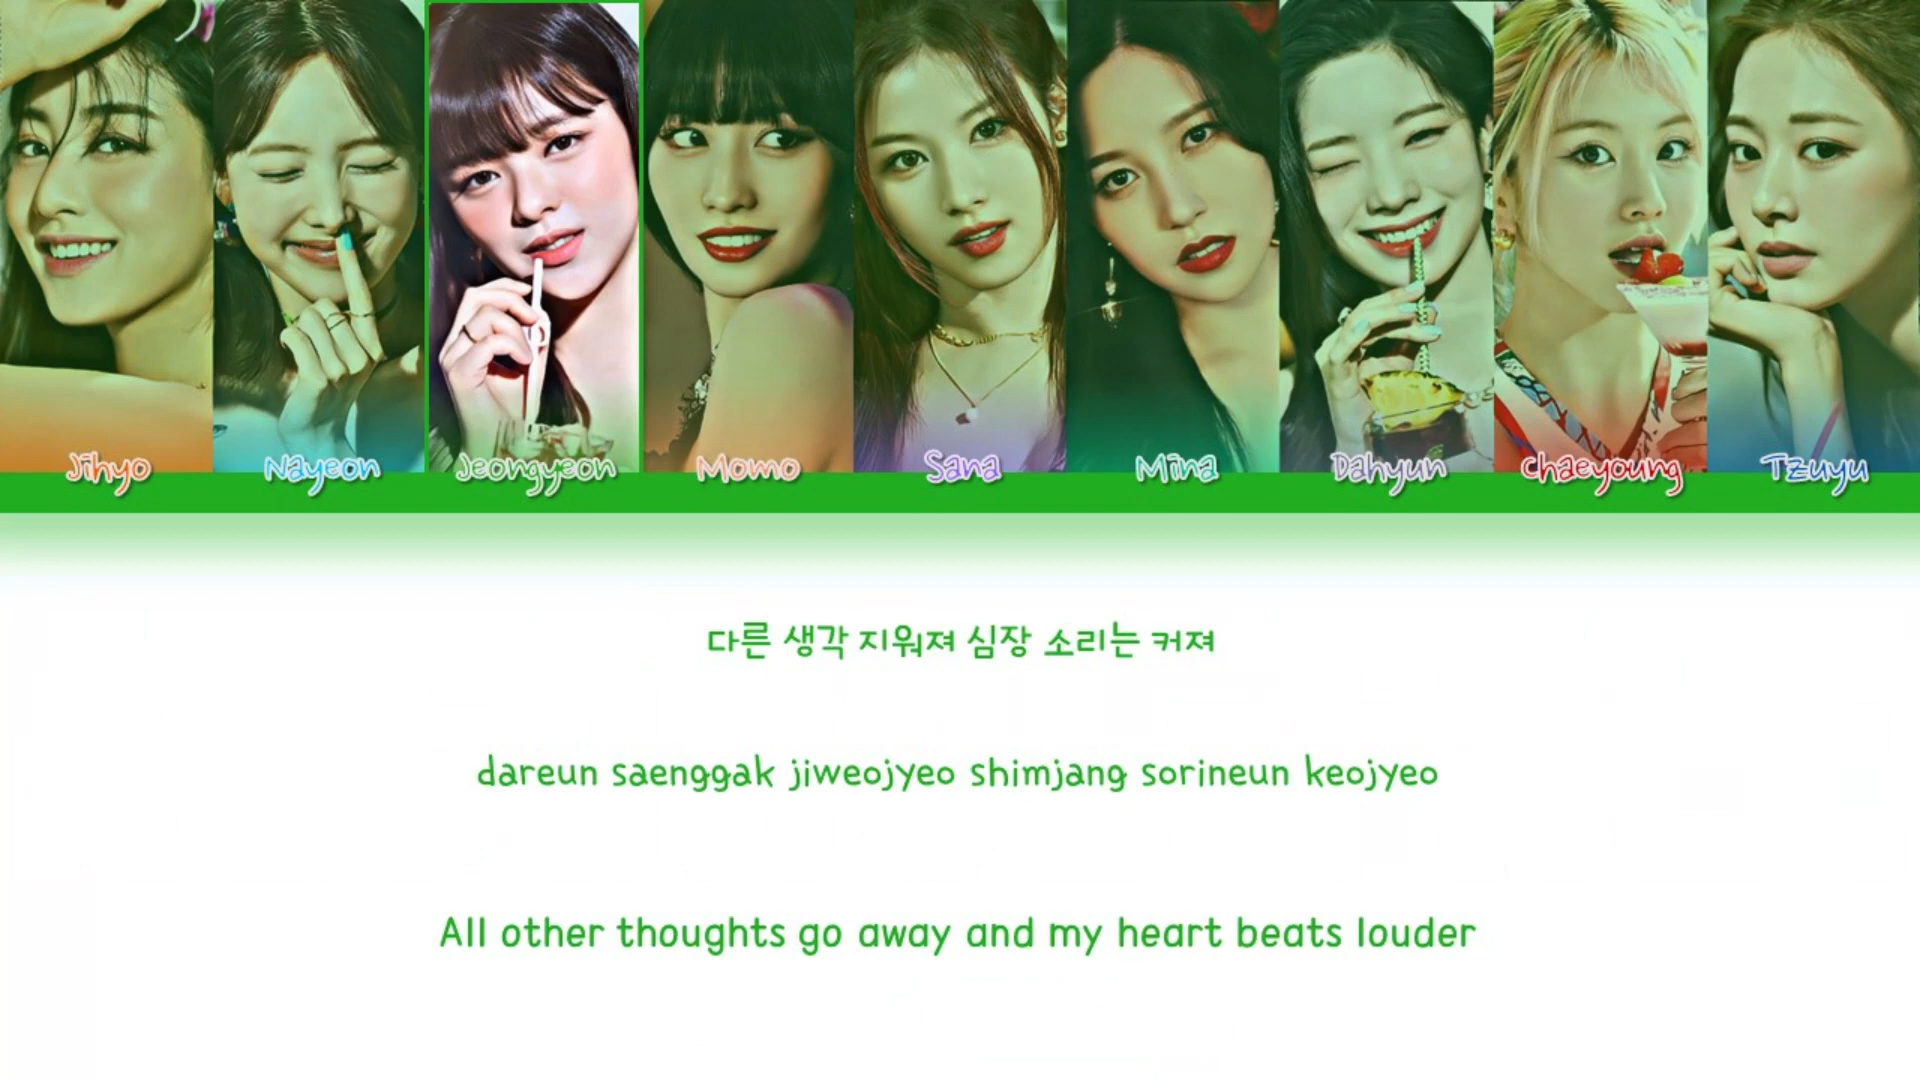 Jihyo Nayeon Jeongyeon Momo Sana Mina Dahyun Chaeyoung Tzuyu
다른 생각 지워져 심장 소리는 커져
dareun saenggak jiweojyeo shimjang sorineun keojyeo
All other thoughts go away and my heart beats louder